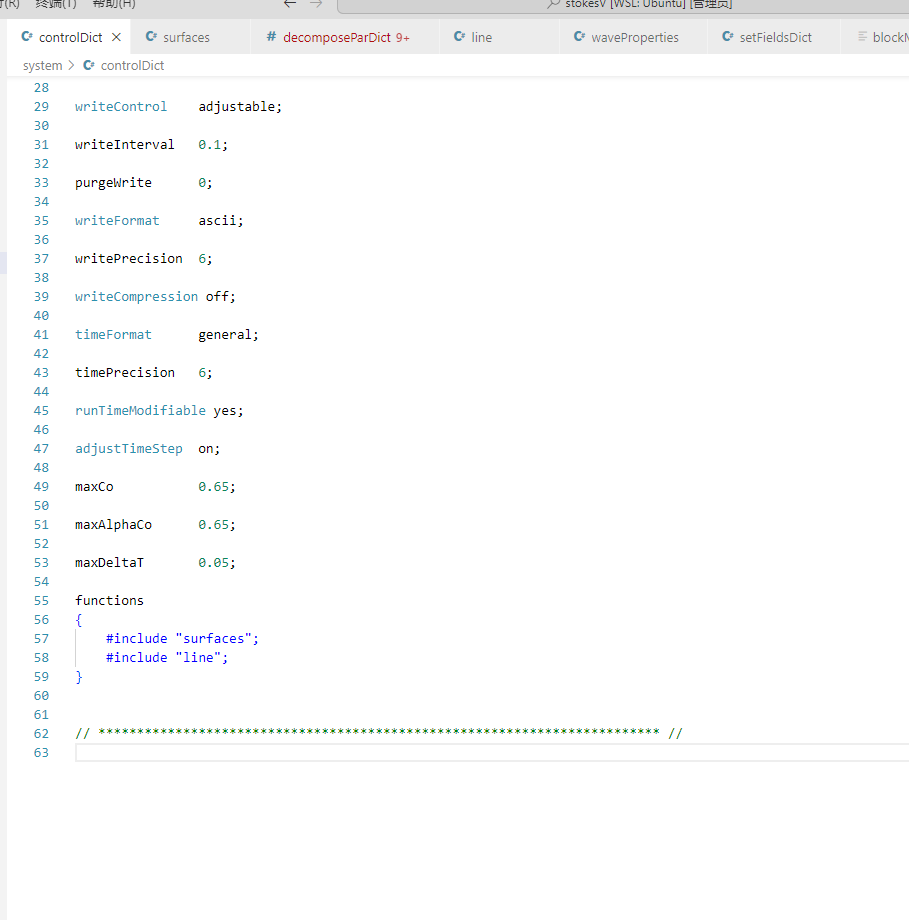 (R) 终端(T) 帮助(H) ← → stokesV [WSL: Ubuntu] [管理员]
controlDict × surfaces # decomposeParDict 9+ line waveProperties setFieldsDict
system > controlDict
28
29 writeControl adjustable;
30
31 writeInterval 0.1;
32
33 purgeWrite 0;
34
35 writeFormat ascii;
36
37 writePrecision 6;
38
39 writeCompression off;
40
41 timeFormat general;
42
43 timePrecision 6;
44
45 runTimeModifiable yes;
46
47 adjustTimeStep on;
48
49 maxCo 0.65;
50
51 maxAlphaCo 0.65;
52
53 maxDeltaT 0.05;
54
55 functions
56 {
57 #include "surfaces";
58 #include "line";
59 }
60
61
62 // ************************************************************************* //
63